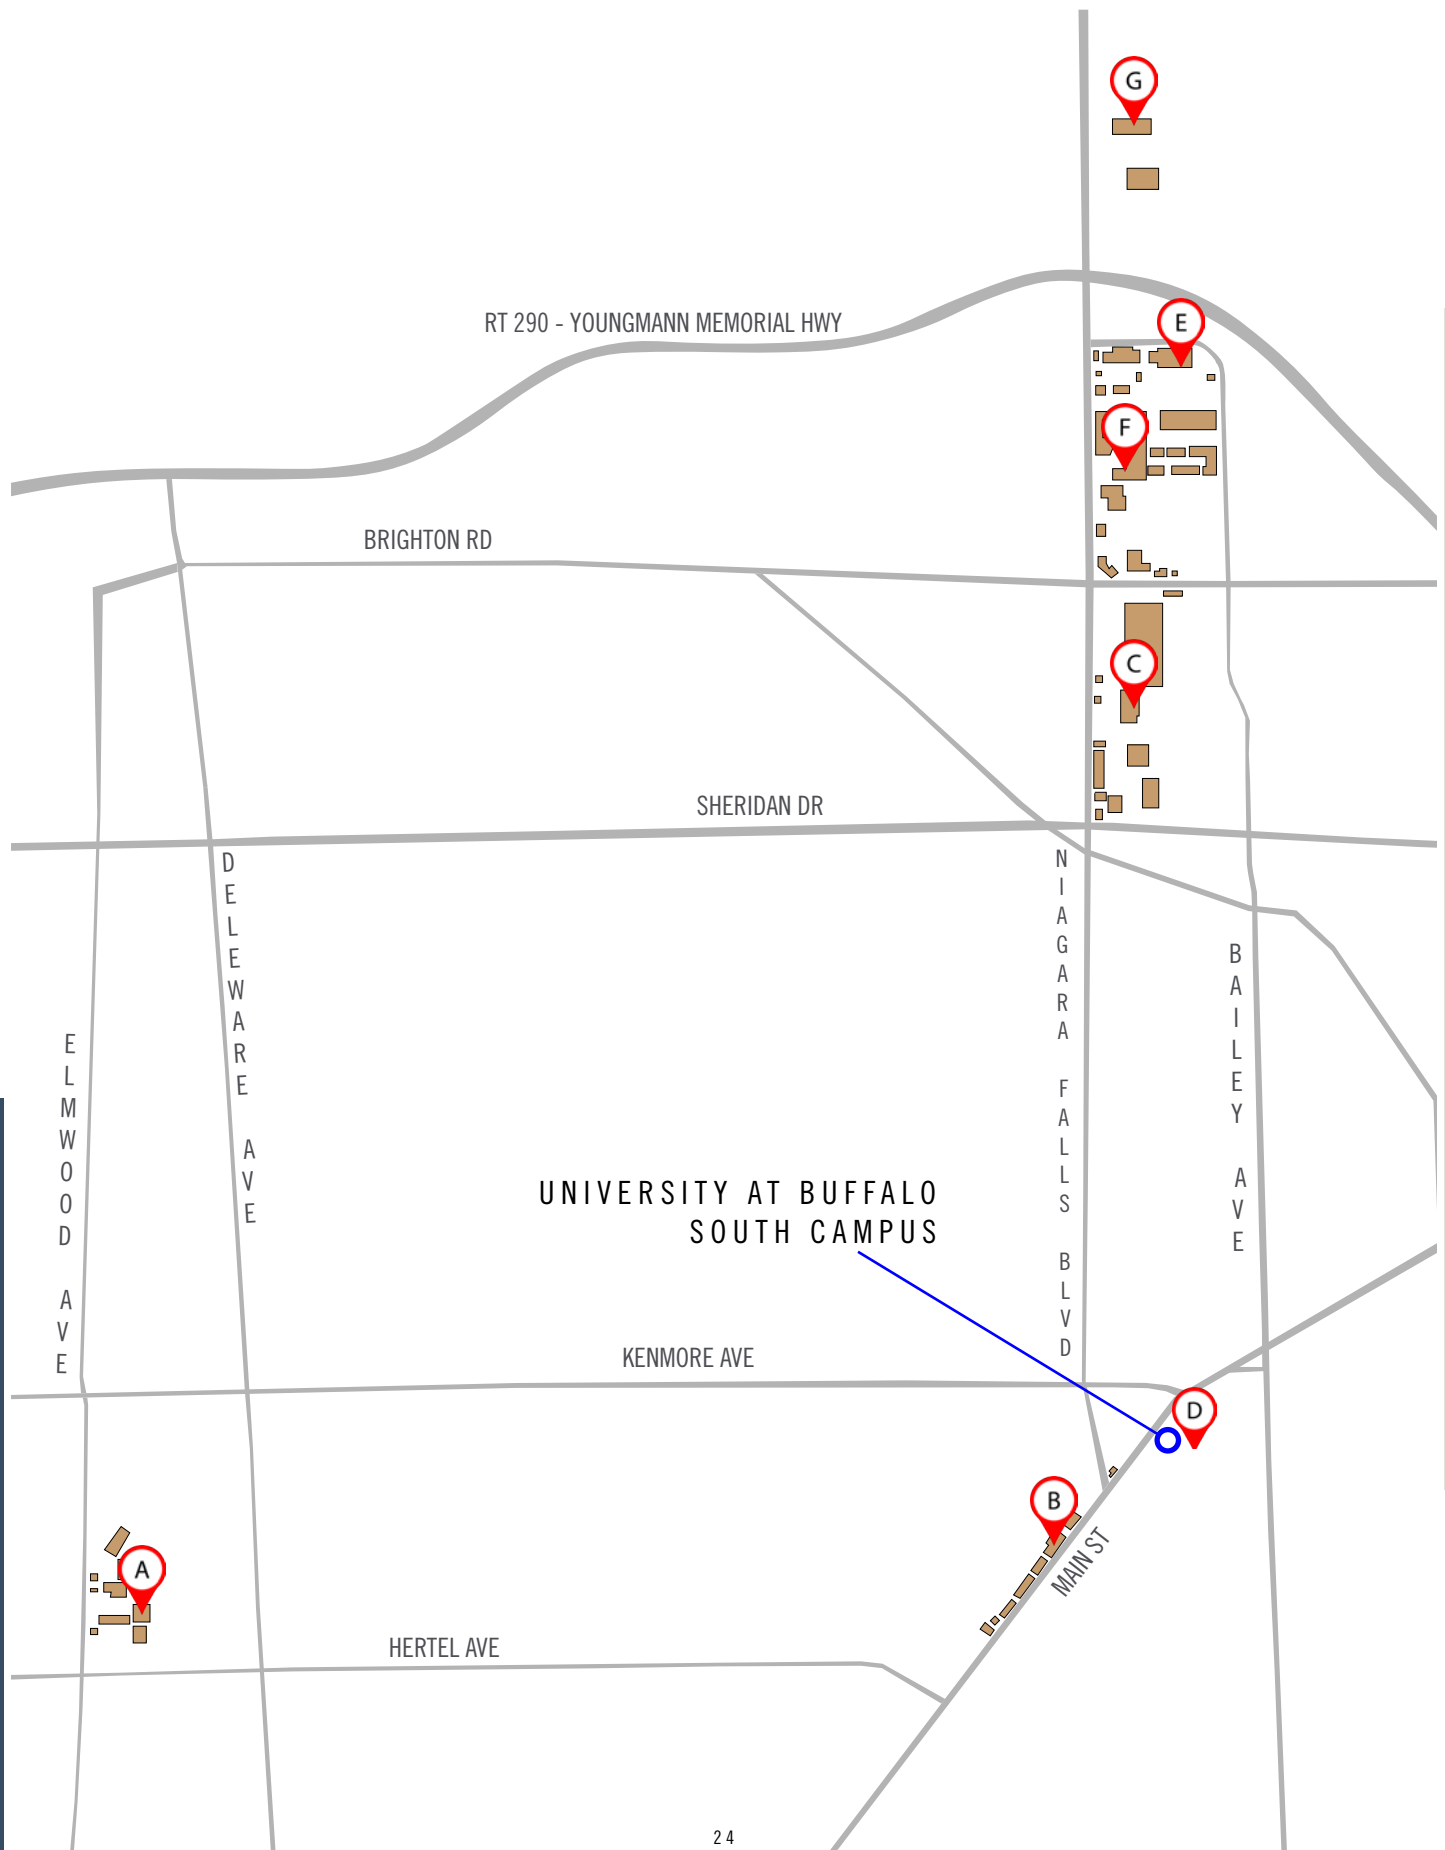 G
RT 290 - YOUNGMANN MEMORIAL HWY
E
F
BRIGHTON RD
C
SHERIDAN DR
DELEWARE AVE
NIAGARA FALLS BLVD
BAILEY AVE
ELMWOOD AVE
UNIVERSITY AT BUFFALO
SOUTH CAMPUS
KENMORE AVE
D
B
MAIN ST
A
HERTEL AVE
24